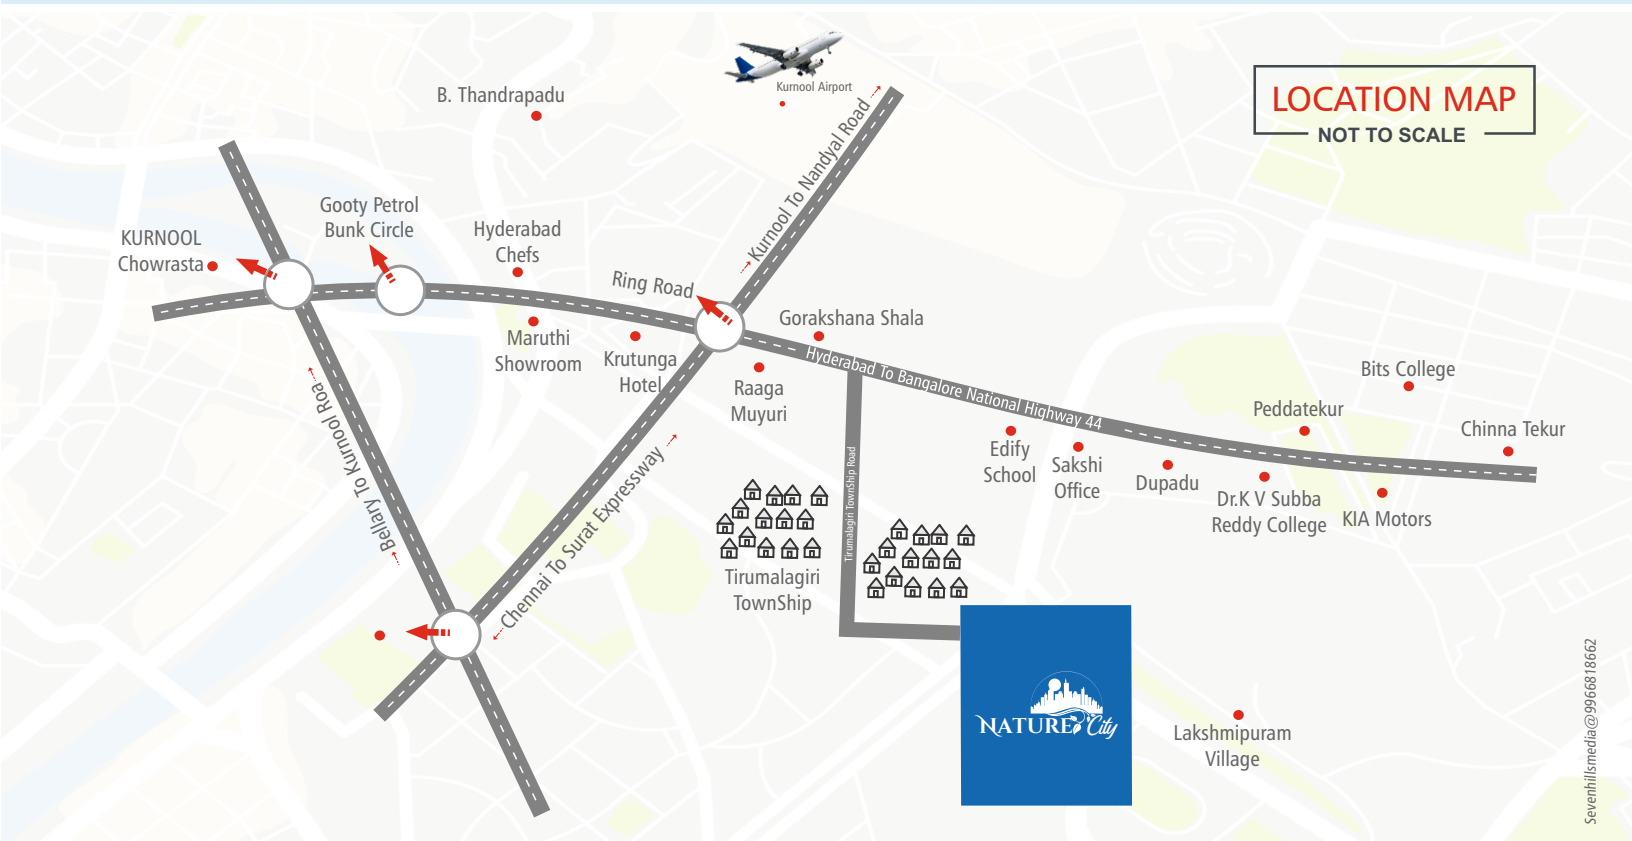 LOCATION MAP
NOT TO SCALE
Kurnool Airport
B. Thandrapadu
Kurnool To Nandyal Road
Gooty Petrol
Bunk Circle
KURNOOL
Chowrasta
Hyderabad
Chefs
Ring Road
Gorakshana Shala
Maruthi
Showroom
Krutunga
Hotel
Raaga
Muyuri
Hyderabad To Bangalore National Highway 44
Bits College
Peddatekur
Chinna Tekur
Edify
School
Sakshi
Office
Dupadu
Dr.K V Subba
Reddy College
KIA Motors
Bellary To Kurnool Roa
Chennai To Surat Expressway
Tirumalagiri TownShip Road
Tirumalagiri
TownShip
NATURE City
Lakshmipuram
Village
Sevenhillsmedia@9966818662